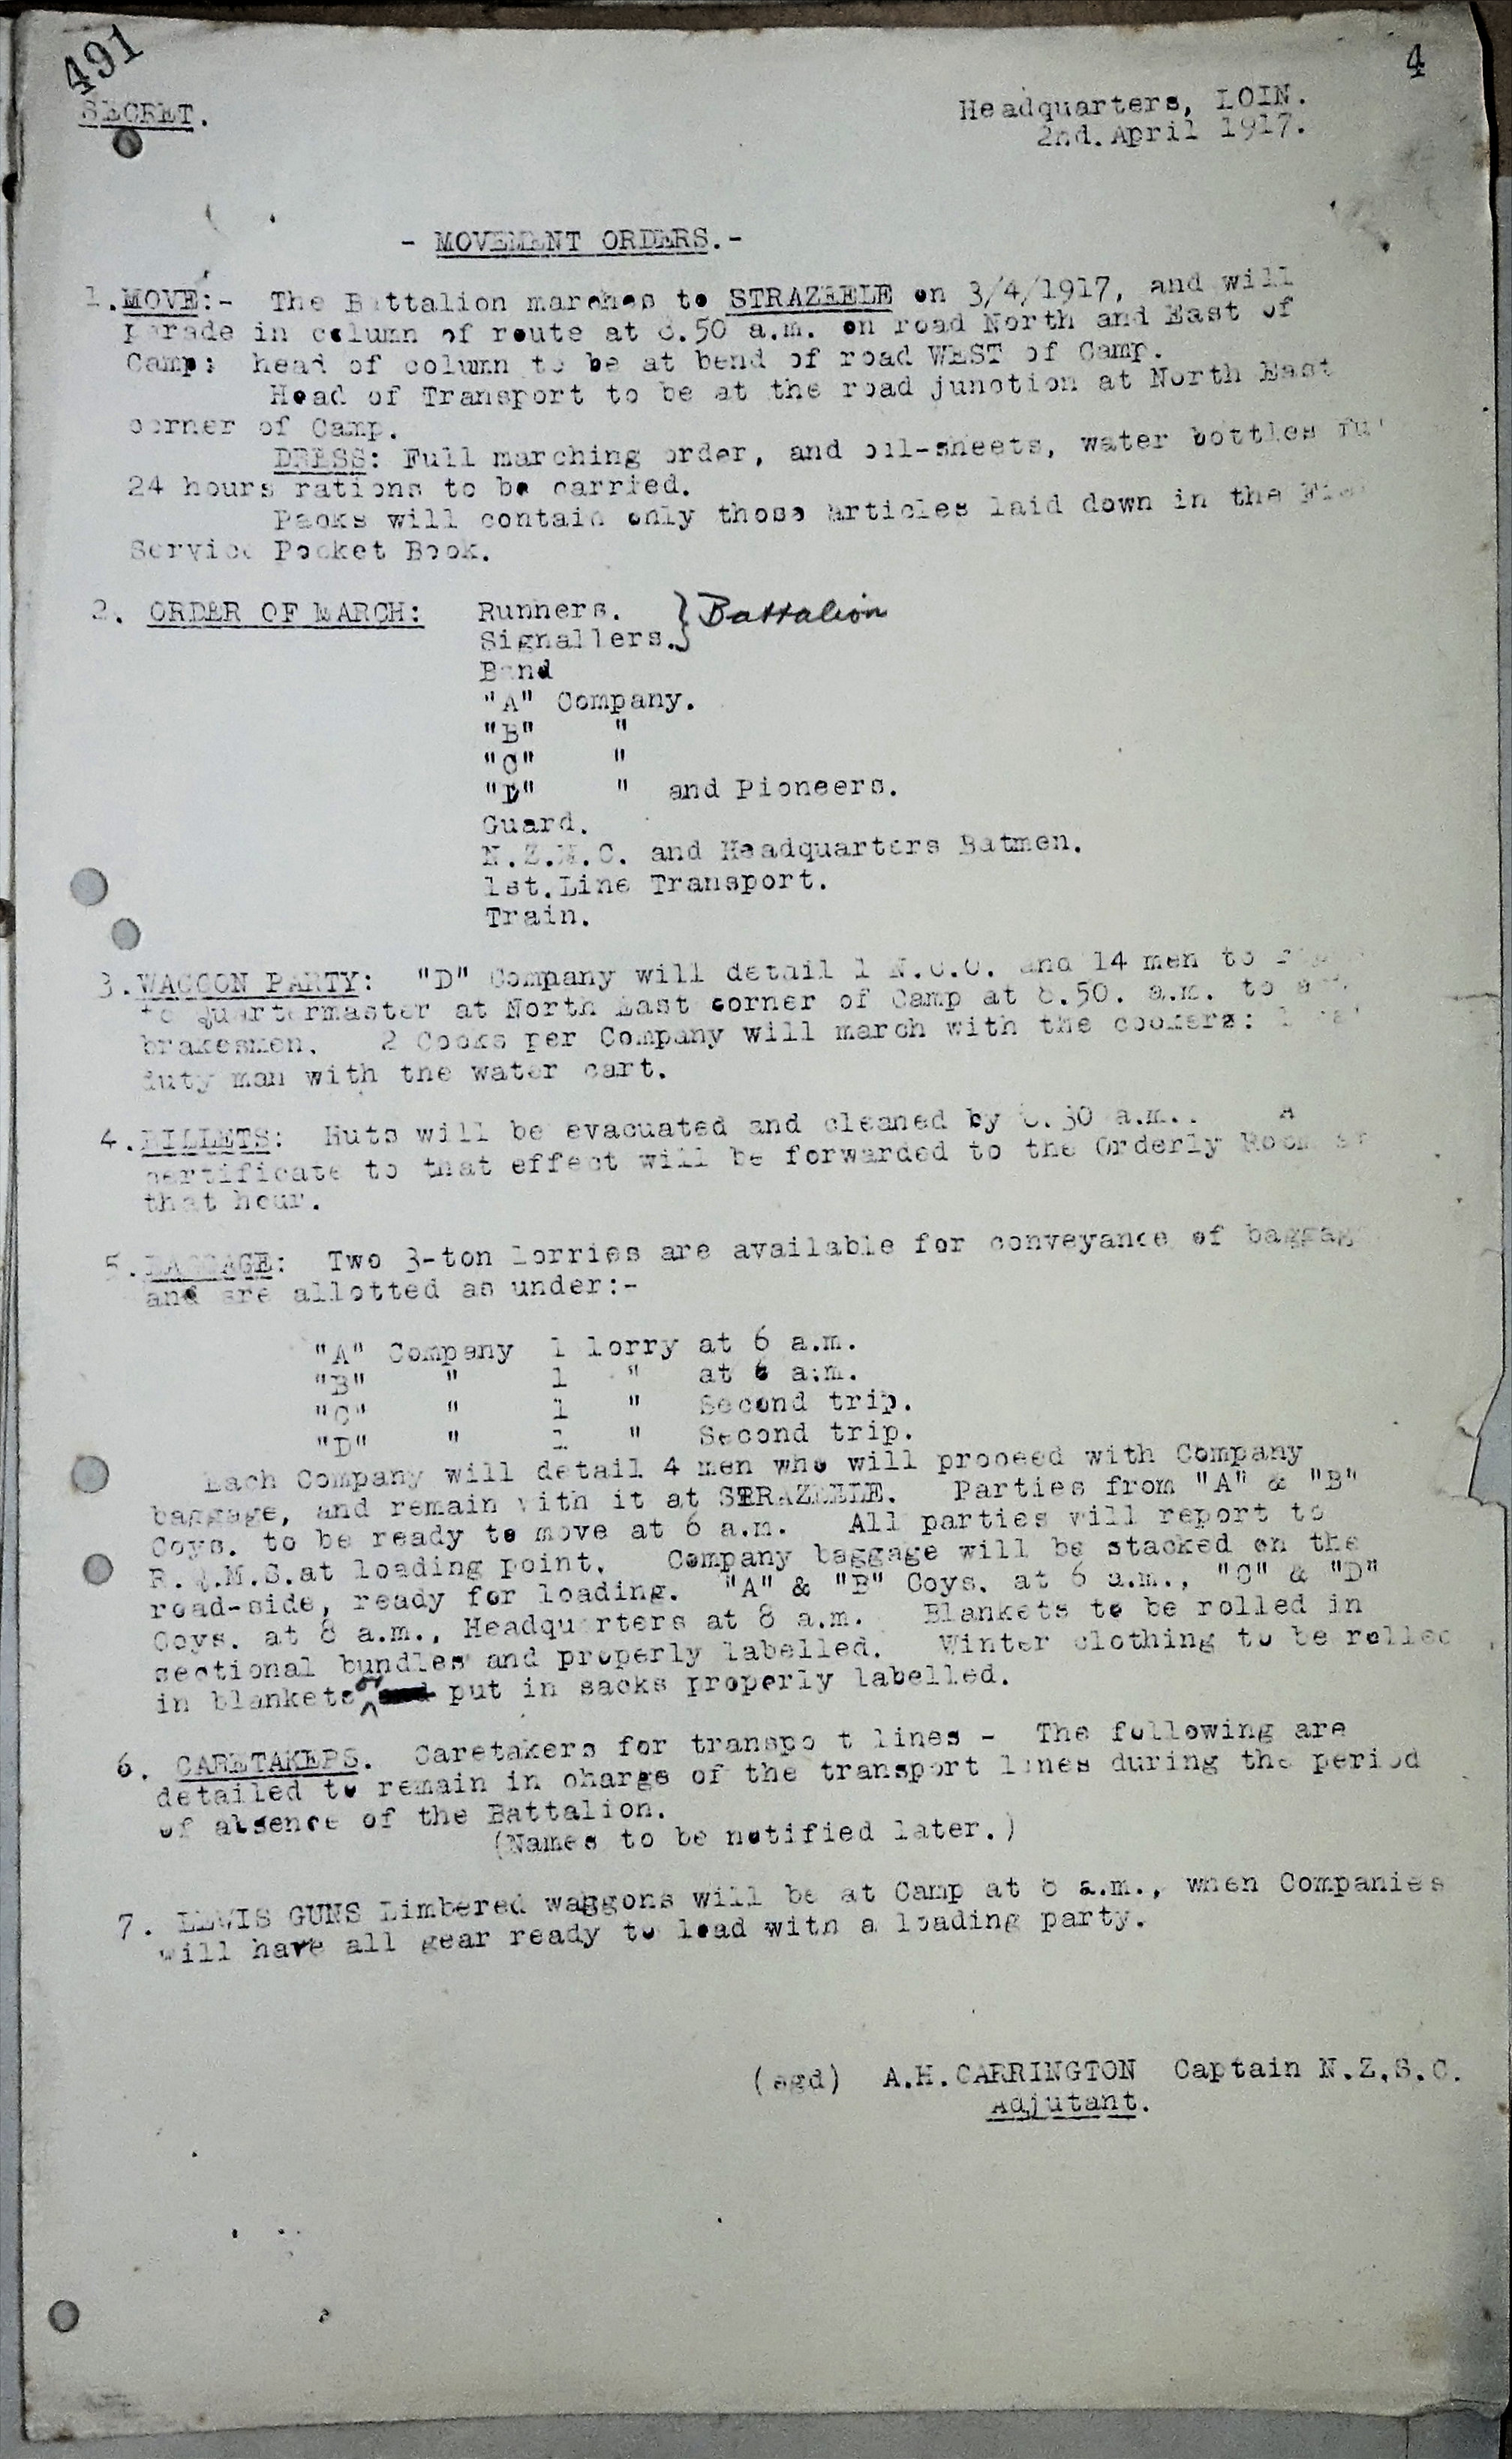 491
4
SECRET.
Headquarters, LOIN.
2nd.April 1917.
- MOVEMENT ORDERS.-
1.MOVE:- The Battalion marches to STRAZEELE on 3/4/1917, and will
parade in column of route at 8.50 a.m. on road North and East of
Camp: head of column to be at bend of road WEST of Camp.
Head of Transport to be at the road junction at North East
corner of Camp.
DRESS: Full marching order, and oil-sheets, water bottles
24 hours rations to be carried.
Packs will contain only those articles laid down in the
Service Pocket Book.
2. ORDER OF MARCH: Runners. } Battalion
Signallers.
Band
"A" Company.
"B" "
"C" "
"D" " and Pioneers.
Guard.
N.Z.M.C. and Headquarters Batmen.
1st.Line Transport.
Train.
3.WAGGON PARTY: "D" Company will detail 1 N.C.O. and 14 men to
to Quartermaster at North East corner of Camp at 8.50. a.m. to
brakesmen. 2 Cooks per Company will march with the cookers: 1
duty man with the water cart.
4.BILLETS: Huts will be evacuated and cleaned by 8.30 a.m.. A
certificate to that effect will be forwarded to the Orderly Room at
that hour.
5.BAGGAGE: Two 3-ton lorries are available for conveyance of baggage
and are allotted as under:-
"A" Company 1 lorry at 6 a.m.
"B" " 1 " at 6 a.m.
"C" " 1 " Second trip.
"D" " 1 " Second trip.
Each Company will detail 4 men who will proceed with Company
baggage, and remain with it at STRAZEELE. Parties from "A" & "B"
Coys. to be ready to move at 6 a.m. All parties will report to
R.Q.M.S.at loading point. Company baggage will be stacked on the
road-side, ready for loading. "A" & "B" Coys. at 6 a.m., "C" & "D"
Coys. at 8 a.m., Headquarters at 8 a.m. Blankets to be rolled in
sectional bundles and properly labelled. Winter clothing to be rolled
in blankets or put in sacks properly labelled.
6. CARETAKERS. Caretakers for transpo t lines - The following are
detailed to remain in charge of the transport lines during the period
of absence of the Battalion.
(Names to be notified later.)
7. LEWIS GUNS Limbered waggons will be at Camp at 8 a.m., when Companies
will have all gear ready to load with a loading party.
(sgd) A.H.CARRINGTON Captain N.Z.S.C.
Adjutant.